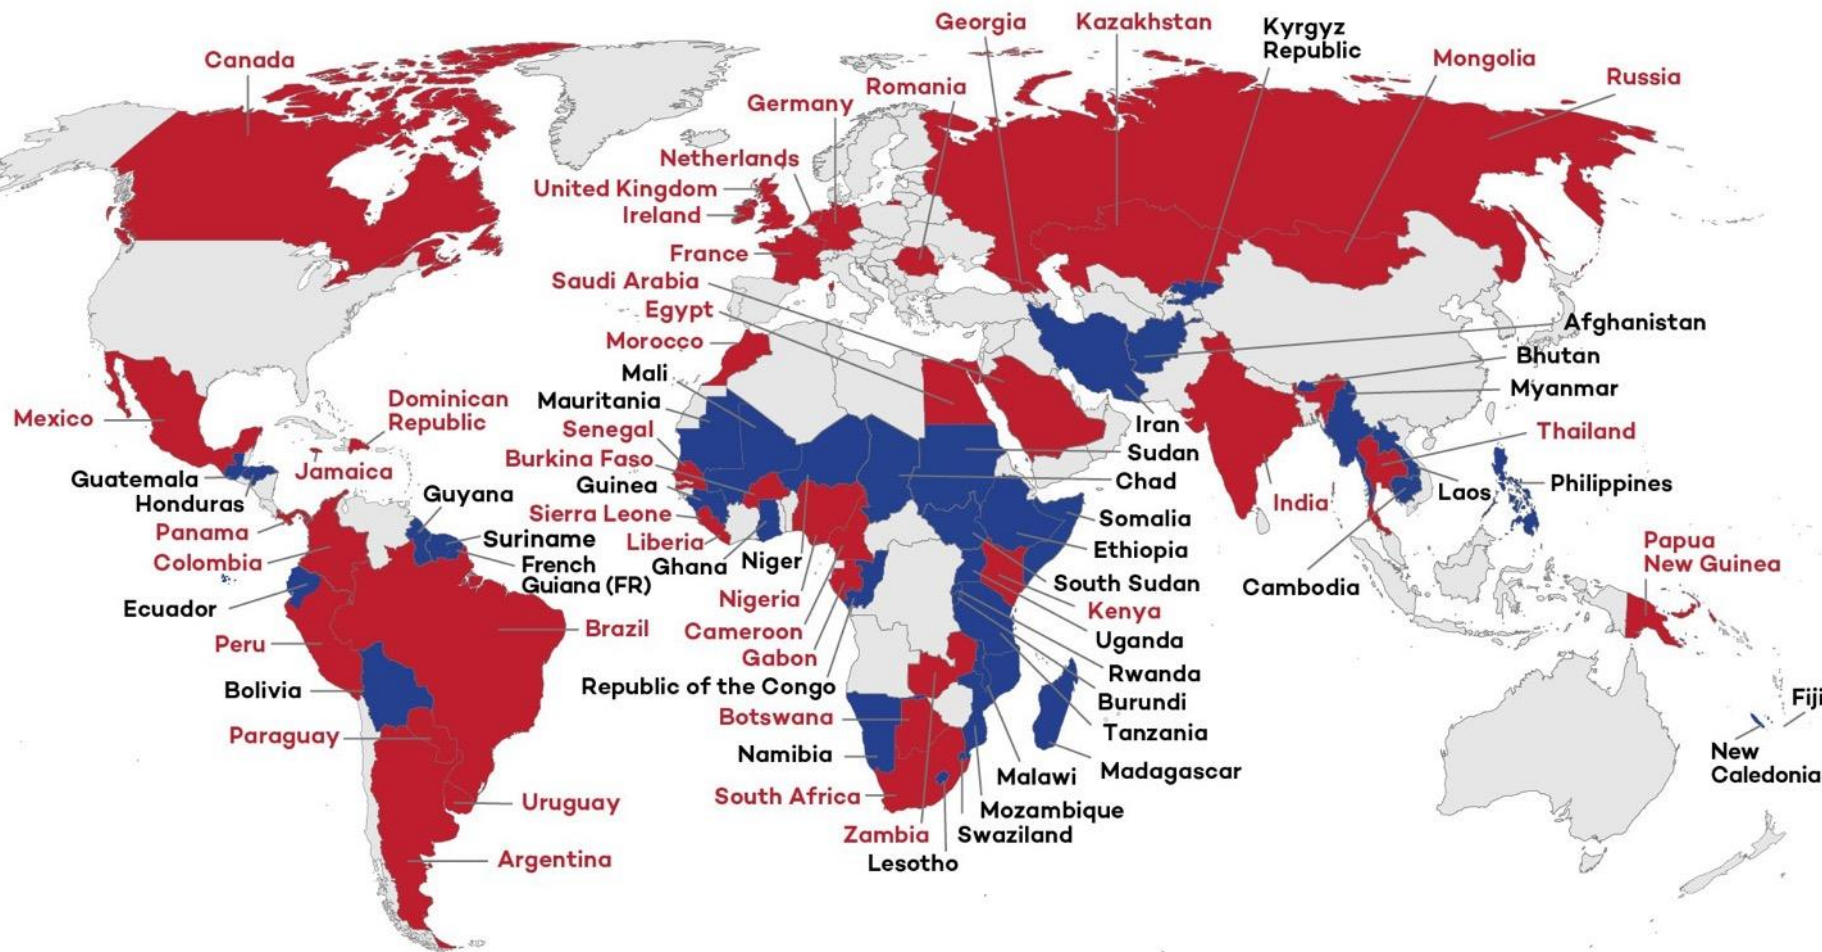 Georgia
Kazakhstan
Kyrgyz
Republic
Canada
Mongolia
Russia
Romania
Germany
Netherlands
United Kingdom
Ireland
France
Saudi Arabia
Egypt
Morocco
Mali
Mauritania
Senegal
Burkina Faso
Guinea
Sierra Leone
Liberia
Ghana
Niger
Nigeria
Cameroon
Gabon
Republic of the Congo
Botswana
Namibia
South Africa
Zambia
Lesotho
Swaziland
Mozambique
Malawi
Madagascar
Tanzania
Burundi
Rwanda
Uganda
Kenya
South Sudan
Ethiopia
Somalia
Chad
Sudan
Iran
Afghanistan
Bhutan
Myanmar
Thailand
Philippines
Laos
India
Cambodia
Papua
New Guinea
Fiji
New
Caledonia
Mexico
Dominican
Republic
Jamaica
Guatemala
Honduras
Guyana
Panama
Suriname
Colombia
French
Guiana (FR)
Ecuador
Brazil
Peru
Bolivia
Paraguay
Uruguay
Argentina